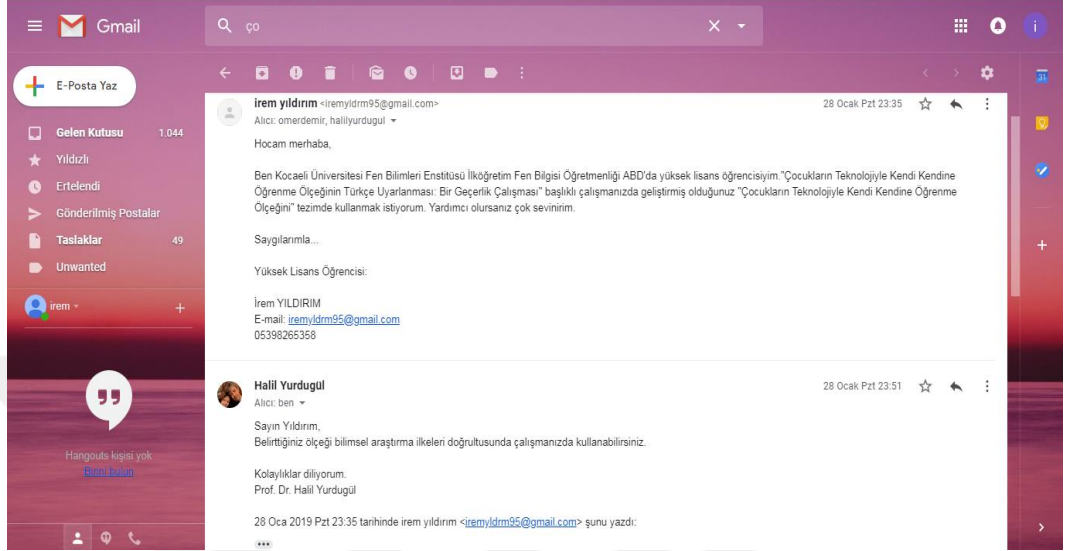 Gmail
ço
E-Posta Yaz
31
Gelen Kutusu 1.044
Yıldızlı
Ertelendi
Gönderilmiş Postalar
Taslaklar 49
Unwanted
irem
Hangouts kişisi yok
Birini bulun
i
irem yıldırım <iremyldrm95@gmail.com>
28 Ocak Pzt 23:35
Alıcı: omerdemir, halilyurdugul
Hocam merhaba,
Ben Kocaeli Üniversitesi Fen Bilimleri Enstitüsü İlköğretim Fen Bilgisi Öğretmenliği ABD'da yüksek lisans öğrencisiyim."Çocukların Teknolojiyle Kendi Kendine
Öğrenme Ölçeğinin Türkçe Uyarlanması: Bir Geçerlik Çalışması" başlıklı çalışmanızda geliştirmiş olduğunuz "Çocukların Teknolojiyle Kendi Kendine Öğrenme
Ölçeğini" tezimde kullanmak istiyorum. Yardımcı olursanız çok sevinirim.
Saygılarımla...
Yüksek Lisans Öğrencisi:
İrem YILDIRIM
E-mail: iremyldrm95@gmail.com
05398265358
Halil Yurdugül
28 Ocak Pzt 23:51
Alıcı: ben
Sayın Yıldırım,
Belirttiğiniz ölçeği bilimsel araştırma ilkeleri doğrultusunda çalışmanızda kullanabilirsiniz.
Kolaylıklar diliyorum.
Prof. Dr. Halil Yurdugül
28 Oca 2019 Pzt 23:35 tarihinde irem yıldırım <iremyldrm95@gmail.com> şunu yazdı: